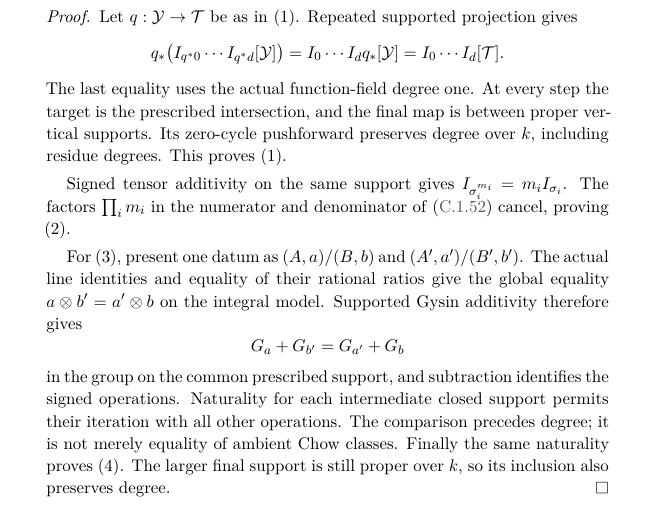 Proof. Let q : 𝒴 → 𝒯 be as in (1). Repeated supported projection gives
q_*(I_{q^*0} ··· I_{q^*d}[𝒴]) = I_0 ··· I_d q_*[𝒴] = I_0 ··· I_d[𝒯].
The last equality uses the actual function-field degree one. At every step the
target is the prescribed intersection, and the final map is between proper ver-
tical supports. Its zero-cycle pushforward preserves degree over k, including
residue degrees. This proves (1).
Signed tensor additivity on the same support gives I_{σ_i^{m_i}} = m_i I_{σ_i}. The
factors ∏_i m_i in the numerator and denominator of (C.1.52) cancel, proving
(2).
For (3), present one datum as (A, a)/(B, b) and (A′, a′)/(B′, b′). The actual
line identities and equality of their rational ratios give the global equality
a ⊗ b′ = a′ ⊗ b on the integral model. Supported Gysin additivity therefore
gives
G_a + G_{b′} = G_{a′} + G_b
in the group on the common prescribed support, and subtraction identifies the
signed operations. Naturality for each intermediate closed support permits
their iteration with all other operations. The comparison precedes degree; it
is not merely equality of ambient Chow classes. Finally the same naturality
proves (4). The larger final support is still proper over k, so its inclusion also
preserves degree. □